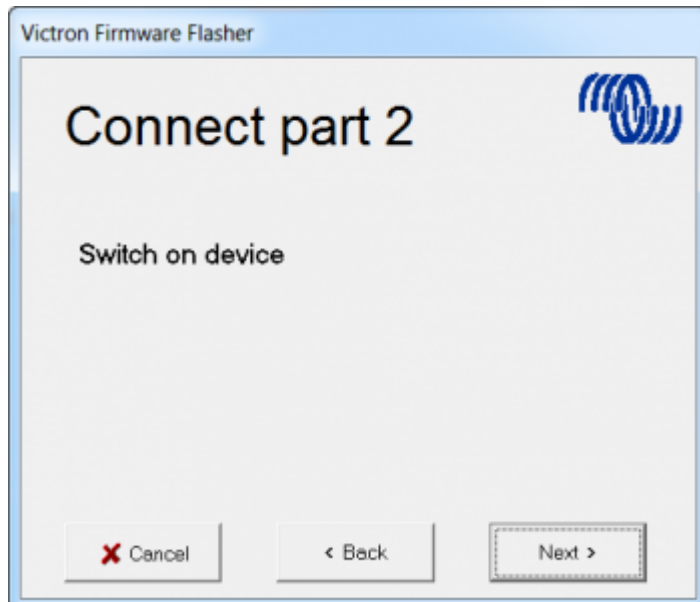 Victron Firmware Flasher
Connect part 2
Switch on device
Cancel
< Back
Next >